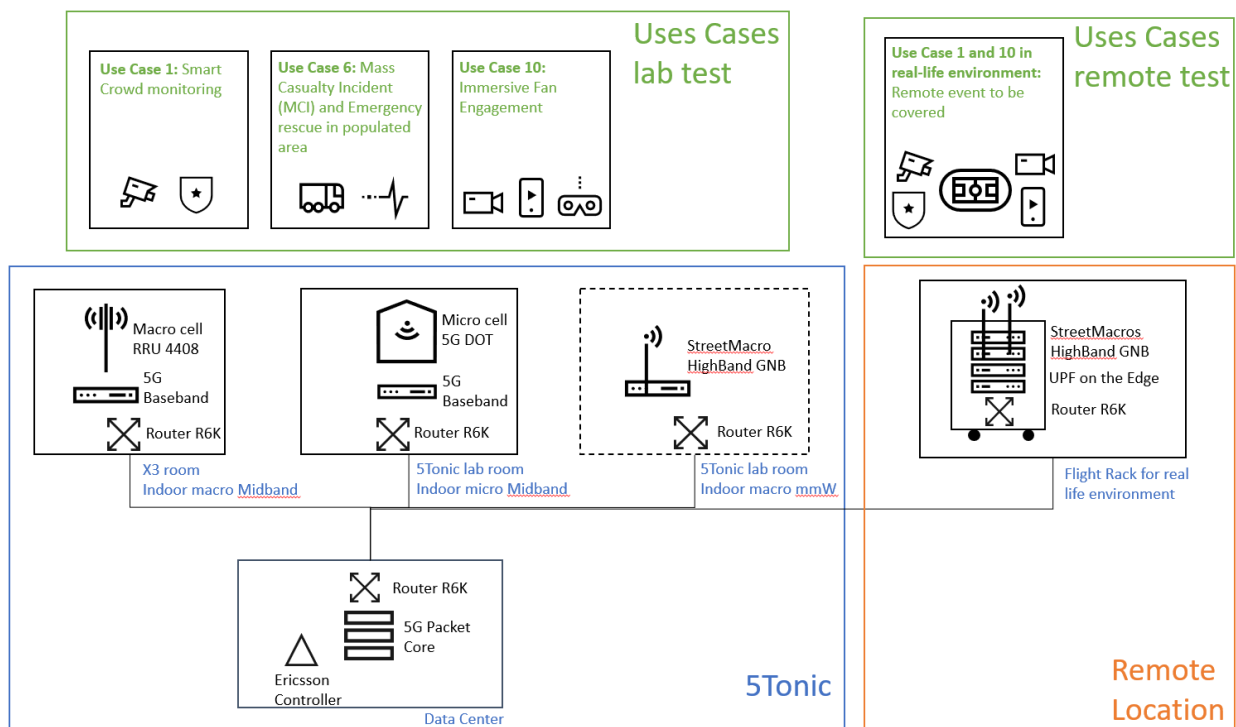 Uses Cases
lab test
Use Case 1: Smart
Crowd monitoring
Use Case 6: Mass
Casualty Incident
(MCI) and Emergency
rescue in populated
area
Use Case 10:
Immersive Fan
Engagement
Uses Cases
remote test
Use Case 1 and 10 in
real-life environment:
Remote event to be
covered
Macro cell
RRU 4408
5G
Baseband
Router R6K
X3 room
Indoor macro Midband
Micro cell
5G DOT
5G
Baseband
Router R6K
5Tonic lab room
Indoor micro Midband
StreetMacro
HighBand GNB
Router R6K
5Tonic lab room
Indoor macro mmW
StreetMacros
HighBand GNB
UPF on the Edge
Router R6K
Flight Rack for real
life environment
Router R6K
5G Packet
Core
Ericsson
Controller
Data Center
5Tonic
Remote
Location